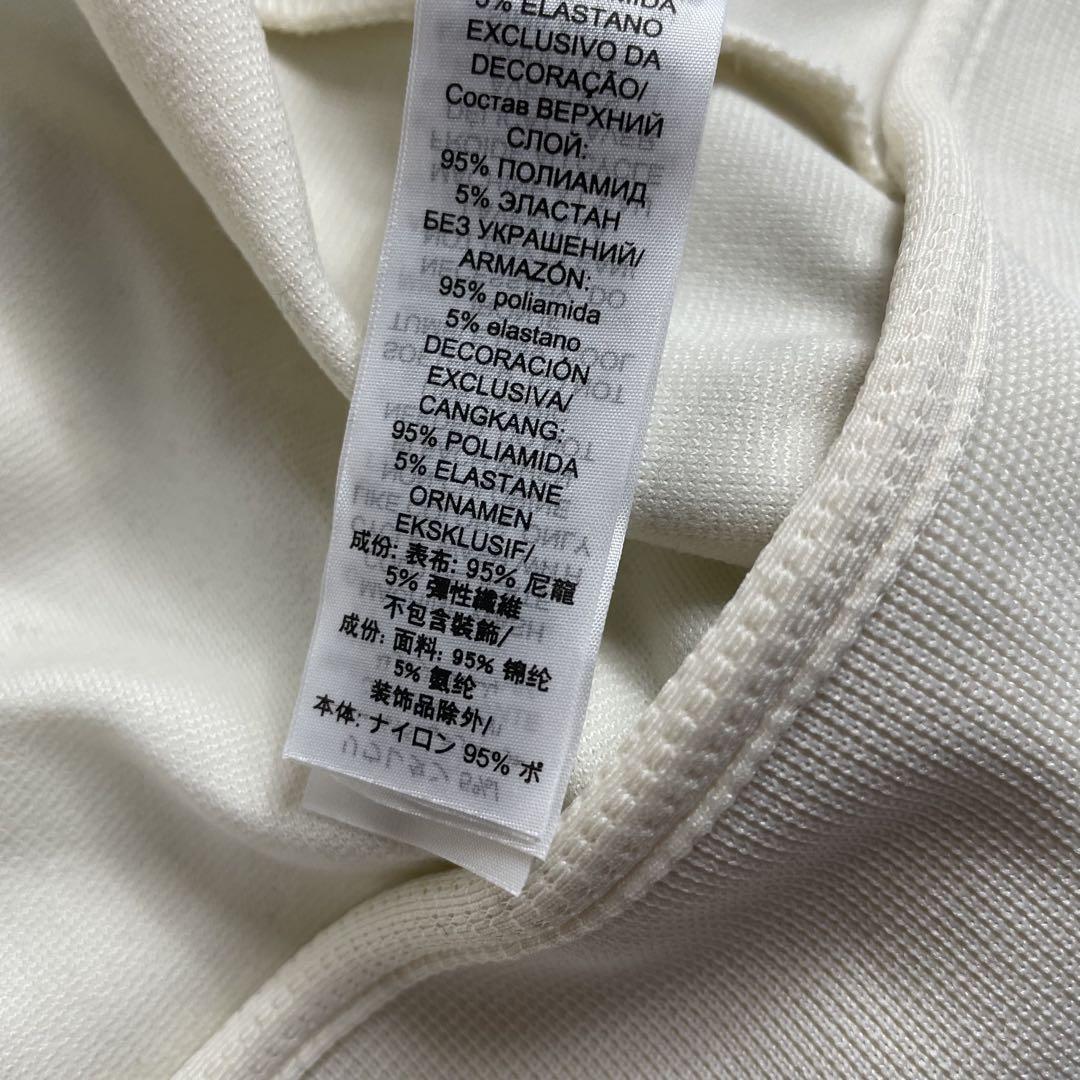 5% ELASTANO
EXCLUSIVO DA
DECORAÇÃO/
Состав ВЕРХНИЙ
СЛОЙ:
95% ПОЛИАМИД
5% ЭЛАСТАН
БЕЗ УКРАШЕНИЙ/
ARMAZÓN:
95% poliamida
5% elastano
DECORACIÓN
EXCLUSIVA/
CANGKANG:
95% POLIAMIDA
5% ELASTANE
ORNAMEN
EKSKLUSIF/
成份: 表布: 95% 尼龍
5% 彈性纖維
不包含裝飾/
成份: 面料: 95% 锦纶
5% 氨纶
装饰品除外/
本体: ナイロン 95% ポ